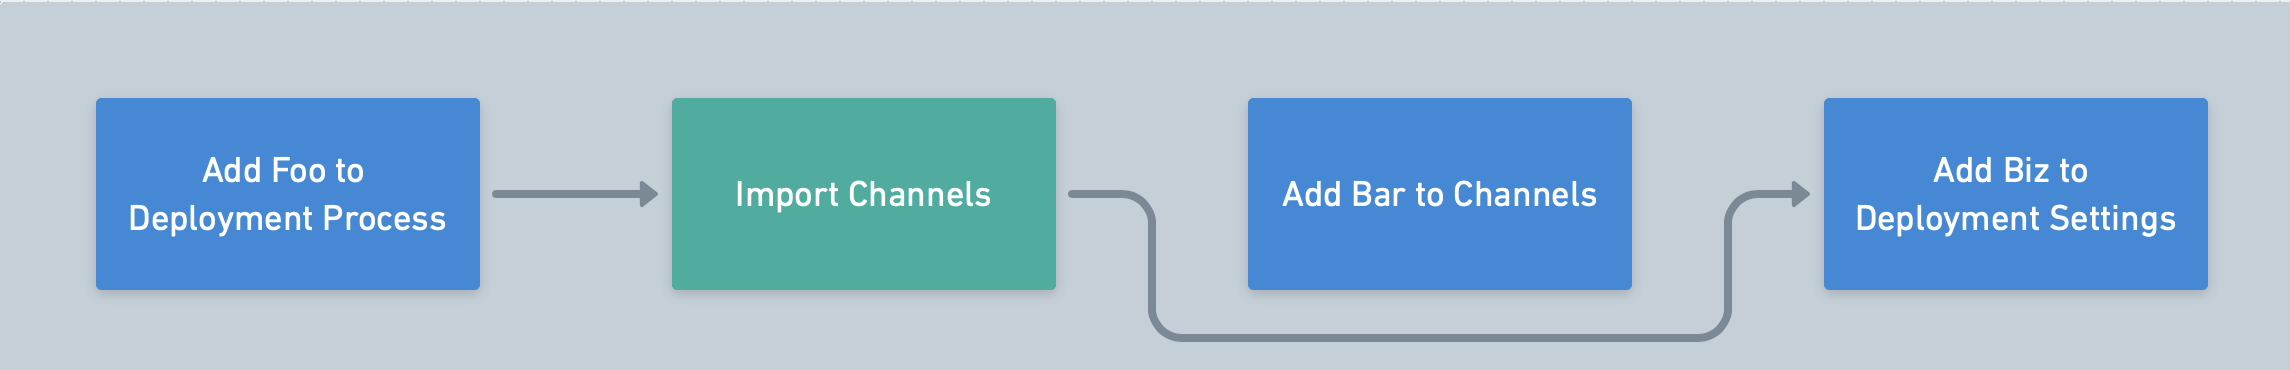 Add Foo to
Deployment Process
Import Channels
Add Bar to Channels
Add Biz to
Deployment Settings